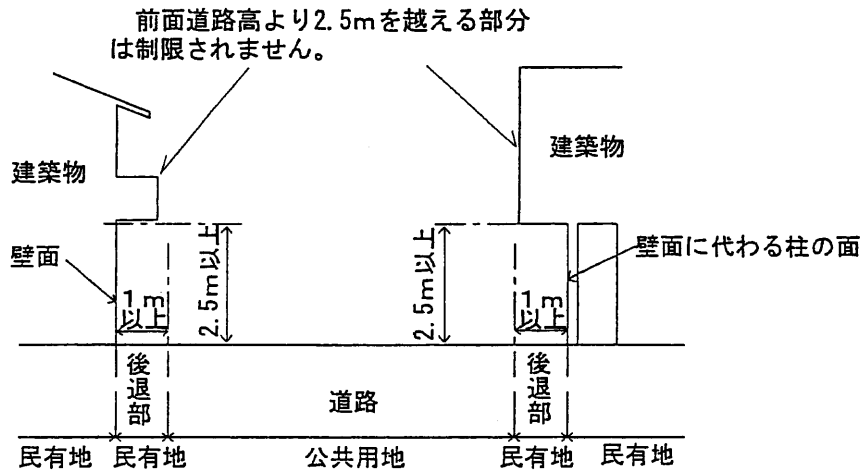 前面道路高より2.5mを越える部分
は制限されません。
建築物
建築物
壁面
壁面に代わる柱の面
2.5m以上
2.5m以上
1m
以上
1m
以上
後退部
道路
後退部
民有地
民有地
公共用地
民有地
民有地